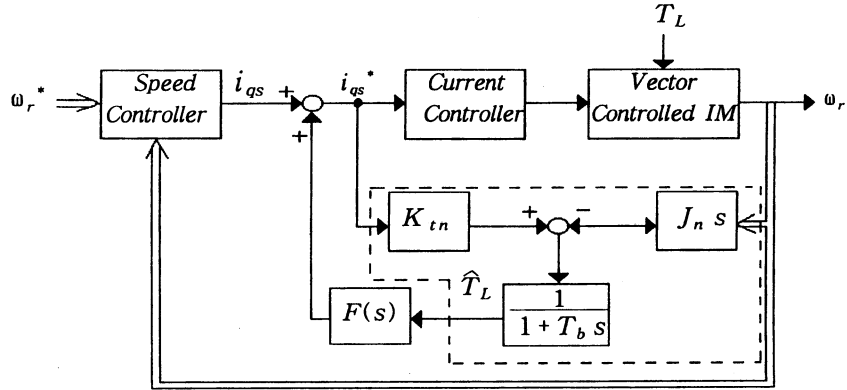 T_L
ω_r*
Speed Controller
i_qs
+
i_qs*
Current Controller
Vector Controlled IM
ω_r
+
K_tn
+
−
J_n s
T̂_L
F(s)
1
1 + T_b s